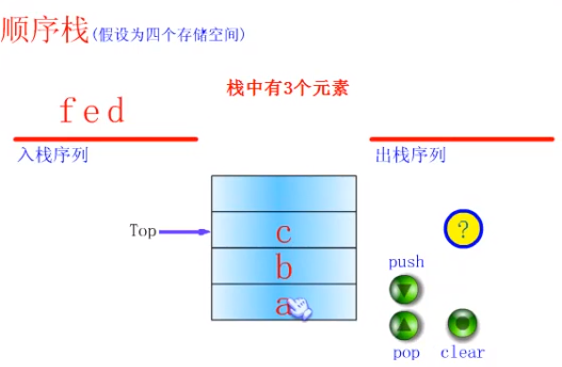 顺序栈(假设为四个存储空间)
栈中有3个元素
fed
入栈序列
出栈序列
Top
c
b
a
?
push
pop
clear